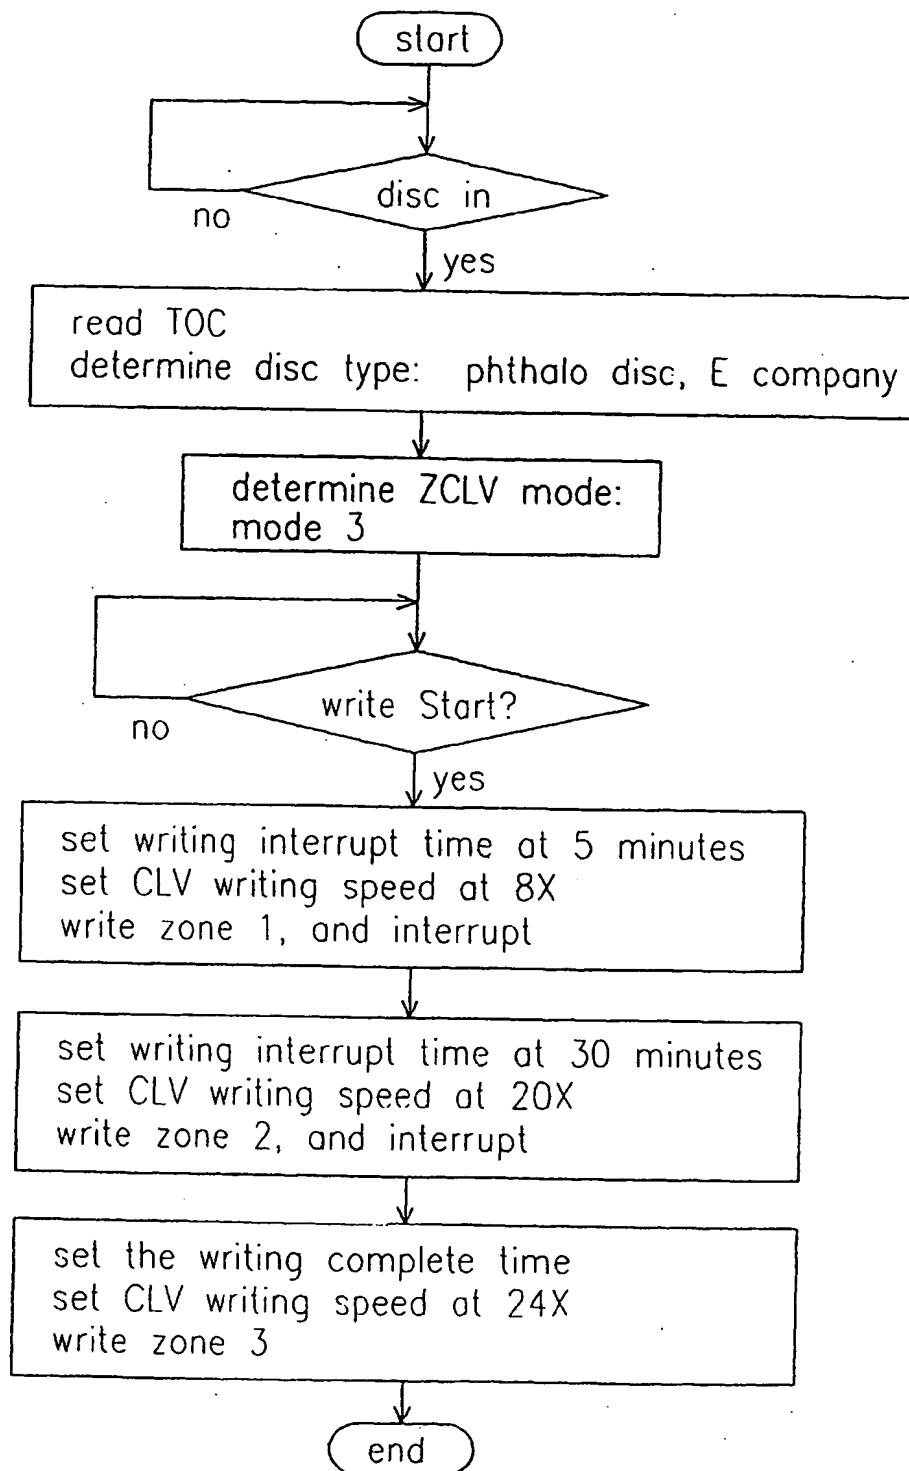 start
disc in
no
yes
read TOC
determine disc type: phthalo disc, E company
determine ZCLV mode:
mode 3
write Start?
no
yes
set writing interrupt time at 5 minutes
set CLV writing speed at 8X
write zone 1, and interrupt
set writing interrupt time at 30 minutes
set CLV writing speed at 20X
write zone 2, and interrupt
set the writing complete time
set CLV writing speed at 24X
write zone 3
end